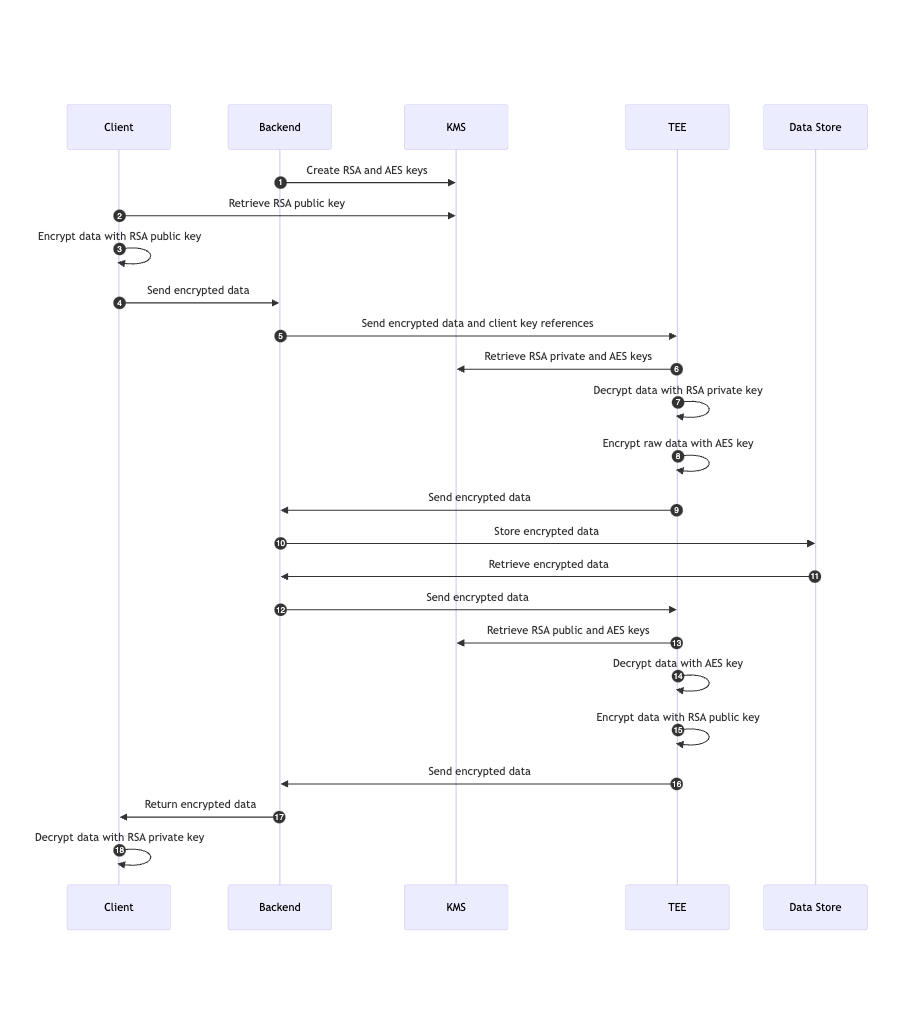 Client
Backend
KMS
TEE
Data Store
Create RSA and AES keys
1
Retrieve RSA public key
2
Encrypt data with RSA public key
3
Send encrypted data
4
Send encrypted data and client key references
5
Retrieve RSA private and AES keys
6
Decrypt data with RSA private key
7
Encrypt raw data with AES key
8
Send encrypted data
9
Store encrypted data
10
Retrieve encrypted data
11
Send encrypted data
12
Retrieve RSA public and AES keys
13
Decrypt data with AES key
14
Encrypt data with RSA public key
15
Send encrypted data
16
Return encrypted data
17
Decrypt data with RSA private key
18
Client
Backend
KMS
TEE
Data Store